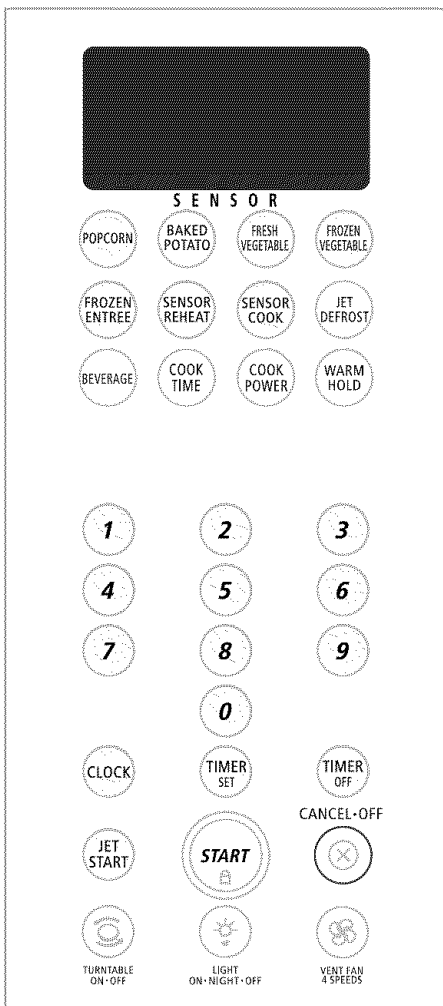 SENSOR
POPCORN
BAKED
POTATO
FRESH
VEGETABLE
FROZEN
VEGETABLE
FROZEN
ENTREE
SENSOR
REHEAT
SENSOR
COOK
JET
DEFROST
BEVERAGE
COOK
TIME
COOK
POWER
WARM
HOLD
1
2
3
4
5
6
7
8
9
0
CLOCK
TIMER
SET
TIMER
OFF
CANCEL•OFF
JET
START
START
TURNTABLE
ON•OFF
LIGHT
ON•NIGHT•OFF
VENT FAN
4 SPEEDS